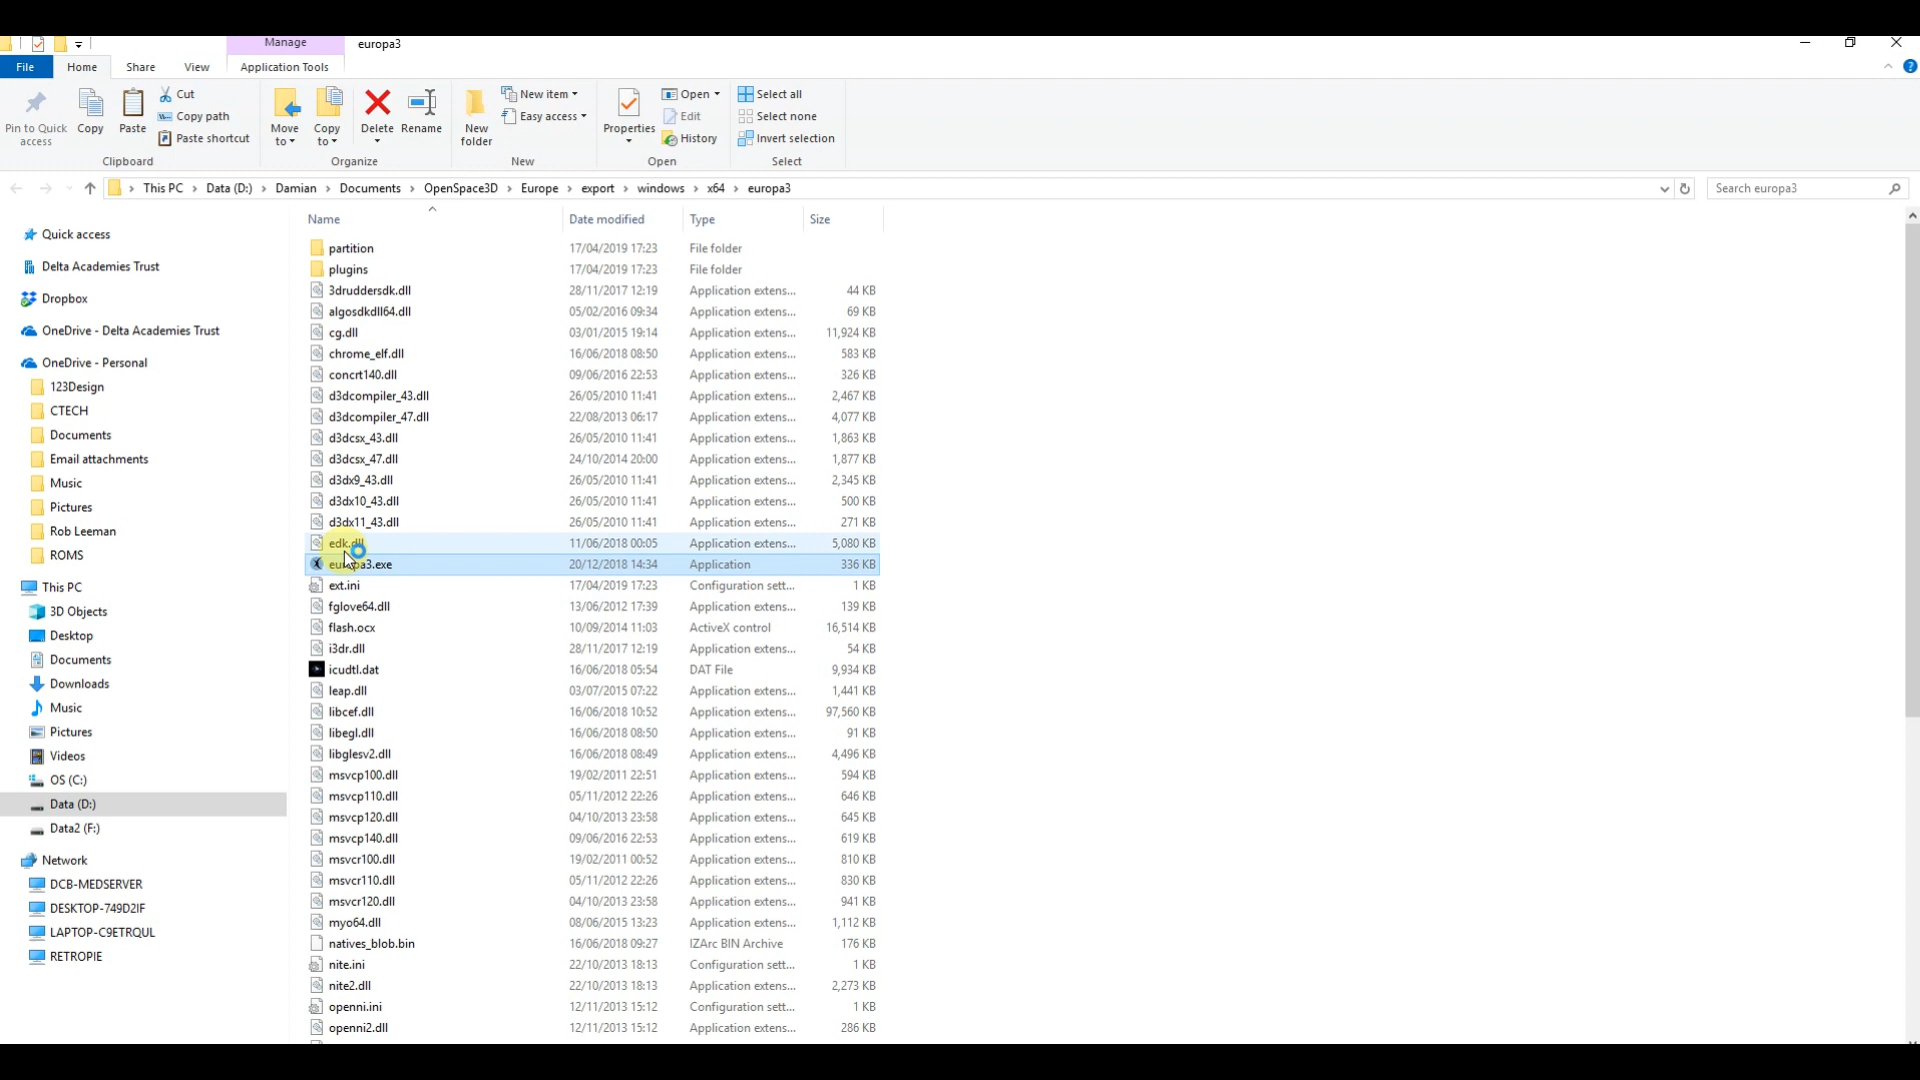 Manage europa3
File Home Share View Application Tools
Pin to Quick access
Copy
Paste
Cut
Copy path
Paste shortcut
Clipboard
Move to
Copy to
Delete
Rename
Organize
New folder
New item
Easy access
New
Properties
Open
Edit
History
Open
Select all
Select none
Invert selection
Select
This PC › Data (D:) › Damian › Documents › OpenSpace3D › Europe › export › windows › x64 › europa3
Search europa3
Quick access
Delta Academies Trust
Dropbox
OneDrive - Delta Academies Trust
OneDrive - Personal
123Design
CTECH
Documents
Email attachments
Music
Pictures
Rob Leeman
ROMS
This PC
3D Objects
Desktop
Documents
Downloads
Music
Pictures
Videos
OS (C:)
Data (D:)
Data2 (F:)
Network
DCB-MEDSERVER
DESKTOP-749D2IF
LAPTOP-C9ETRQUL
RETROPIE
Name Date modified Type Size
partition 17/04/2019 17:23 File folder
plugins 17/04/2019 17:23 File folder
3druddersdk.dll 28/11/2017 12:19 Application extens... 44 KB
algosdkdll64.dll 05/02/2016 09:34 Application extens... 69 KB
cg.dll 03/01/2015 19:14 Application extens... 11,924 KB
chrome_elf.dll 16/06/2018 08:50 Application extens... 583 KB
concrt140.dll 09/06/2016 22:53 Application extens... 326 KB
d3dcompiler_43.dll 26/05/2010 11:41 Application extens... 2,467 KB
d3dcompiler_47.dll 22/08/2013 06:17 Application extens... 4,077 KB
d3dcsx_43.dll 26/05/2010 11:41 Application extens... 1,863 KB
d3dcsx_47.dll 24/10/2014 20:00 Application extens... 1,877 KB
d3dx9_43.dll 26/05/2010 11:41 Application extens... 2,345 KB
d3dx10_43.dll 26/05/2010 11:41 Application extens... 500 KB
d3dx11_43.dll 26/05/2010 11:41 Application extens... 271 KB
edk.dll 11/06/2018 00:05 Application extens... 5,080 KB
europa3.exe 20/12/2018 14:34 Application 336 KB
ext.ini 17/04/2019 17:23 Configuration sett... 1 KB
fglove64.dll 13/06/2012 17:39 Application extens... 139 KB
flash.ocx 10/09/2014 11:03 ActiveX control 16,514 KB
i3dr.dll 28/11/2017 12:19 Application extens... 54 KB
icudtl.dat 16/06/2018 05:54 DAT File 9,934 KB
leap.dll 03/07/2015 07:22 Application extens... 1,441 KB
libcef.dll 16/06/2018 10:52 Application extens... 97,560 KB
libegl.dll 16/06/2018 08:50 Application extens... 91 KB
libglesv2.dll 16/06/2018 08:49 Application extens... 4,496 KB
msvcp100.dll 19/02/2011 22:51 Application extens... 594 KB
msvcp110.dll 05/11/2012 22:26 Application extens... 646 KB
msvcp120.dll 04/10/2013 23:58 Application extens... 645 KB
msvcp140.dll 09/06/2016 22:53 Application extens... 619 KB
msvcr100.dll 19/02/2011 00:52 Application extens... 810 KB
msvcr110.dll 05/11/2012 22:26 Application extens... 830 KB
msvcr120.dll 04/10/2013 23:58 Application extens... 941 KB
myo64.dll 08/06/2015 13:23 Application extens... 1,112 KB
natives_blob.bin 16/06/2018 09:27 IZArc BIN Archive 176 KB
nite.ini 22/10/2013 18:13 Configuration sett... 1 KB
nite2.dll 22/10/2013 18:13 Application extens... 2,273 KB
openni.ini 12/11/2013 15:12 Configuration sett... 1 KB
openni2.dll 12/11/2013 15:12 Application extens... 286 KB